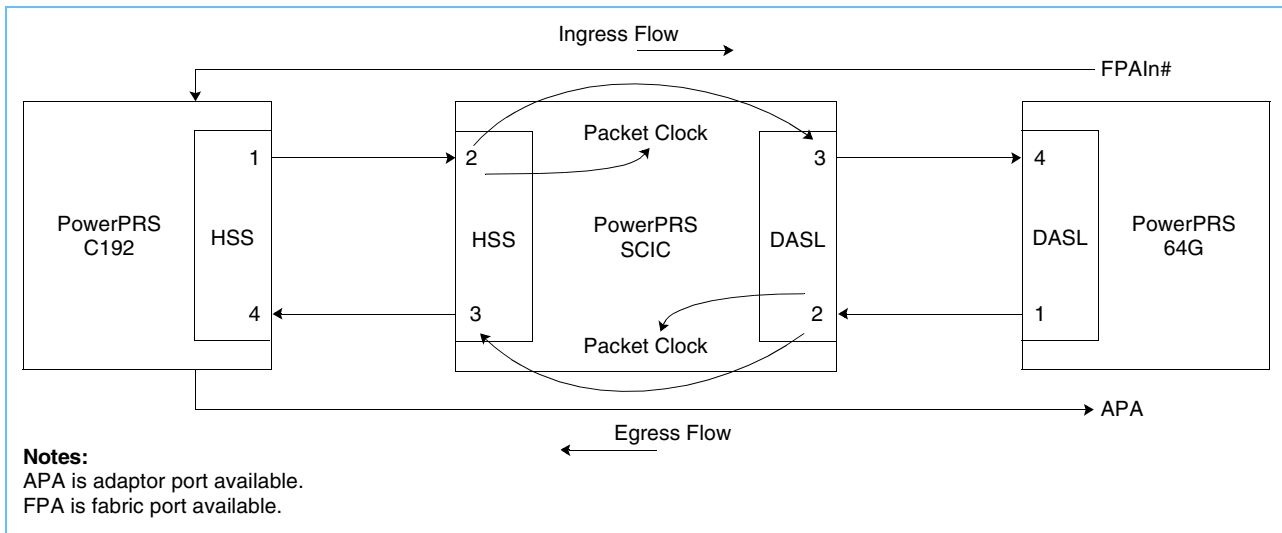 Ingress Flow
FPAIn#
Packet Clock
1
2
3
4
PowerPRS
C192
HSS
HSS
PowerPRS
SCIC
DASL
DASL
PowerPRS
64G
4
3
2
1
Packet Clock
APA
Egress Flow
Notes:
APA is adaptor port available.
FPA is fabric port available.